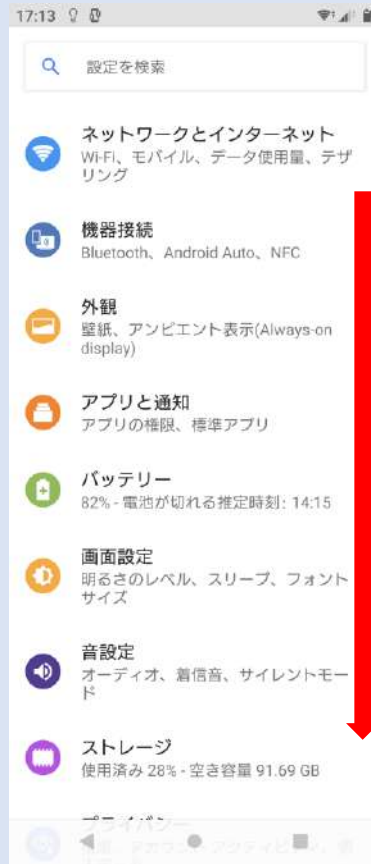 17:13
設定を検索
ネットワークとインターネット
Wi-Fi、モバイル、データ使用量、テザ
リング
機器接続
Bluetooth、Android Auto、NFC
外観
壁紙、アンビエント表示(Always-on
display)
アプリと通知
アプリの権限、標準アプリ
バッテリー
82% - 電池が切れる推定時刻: 14:15
画面設定
明るさのレベル、スリープ、フォント
サイズ
音設定
オーディオ、着信音、サイレントモー
ド
ストレージ
使用済み 28% - 空き容量 91.69 GB
プライバシー